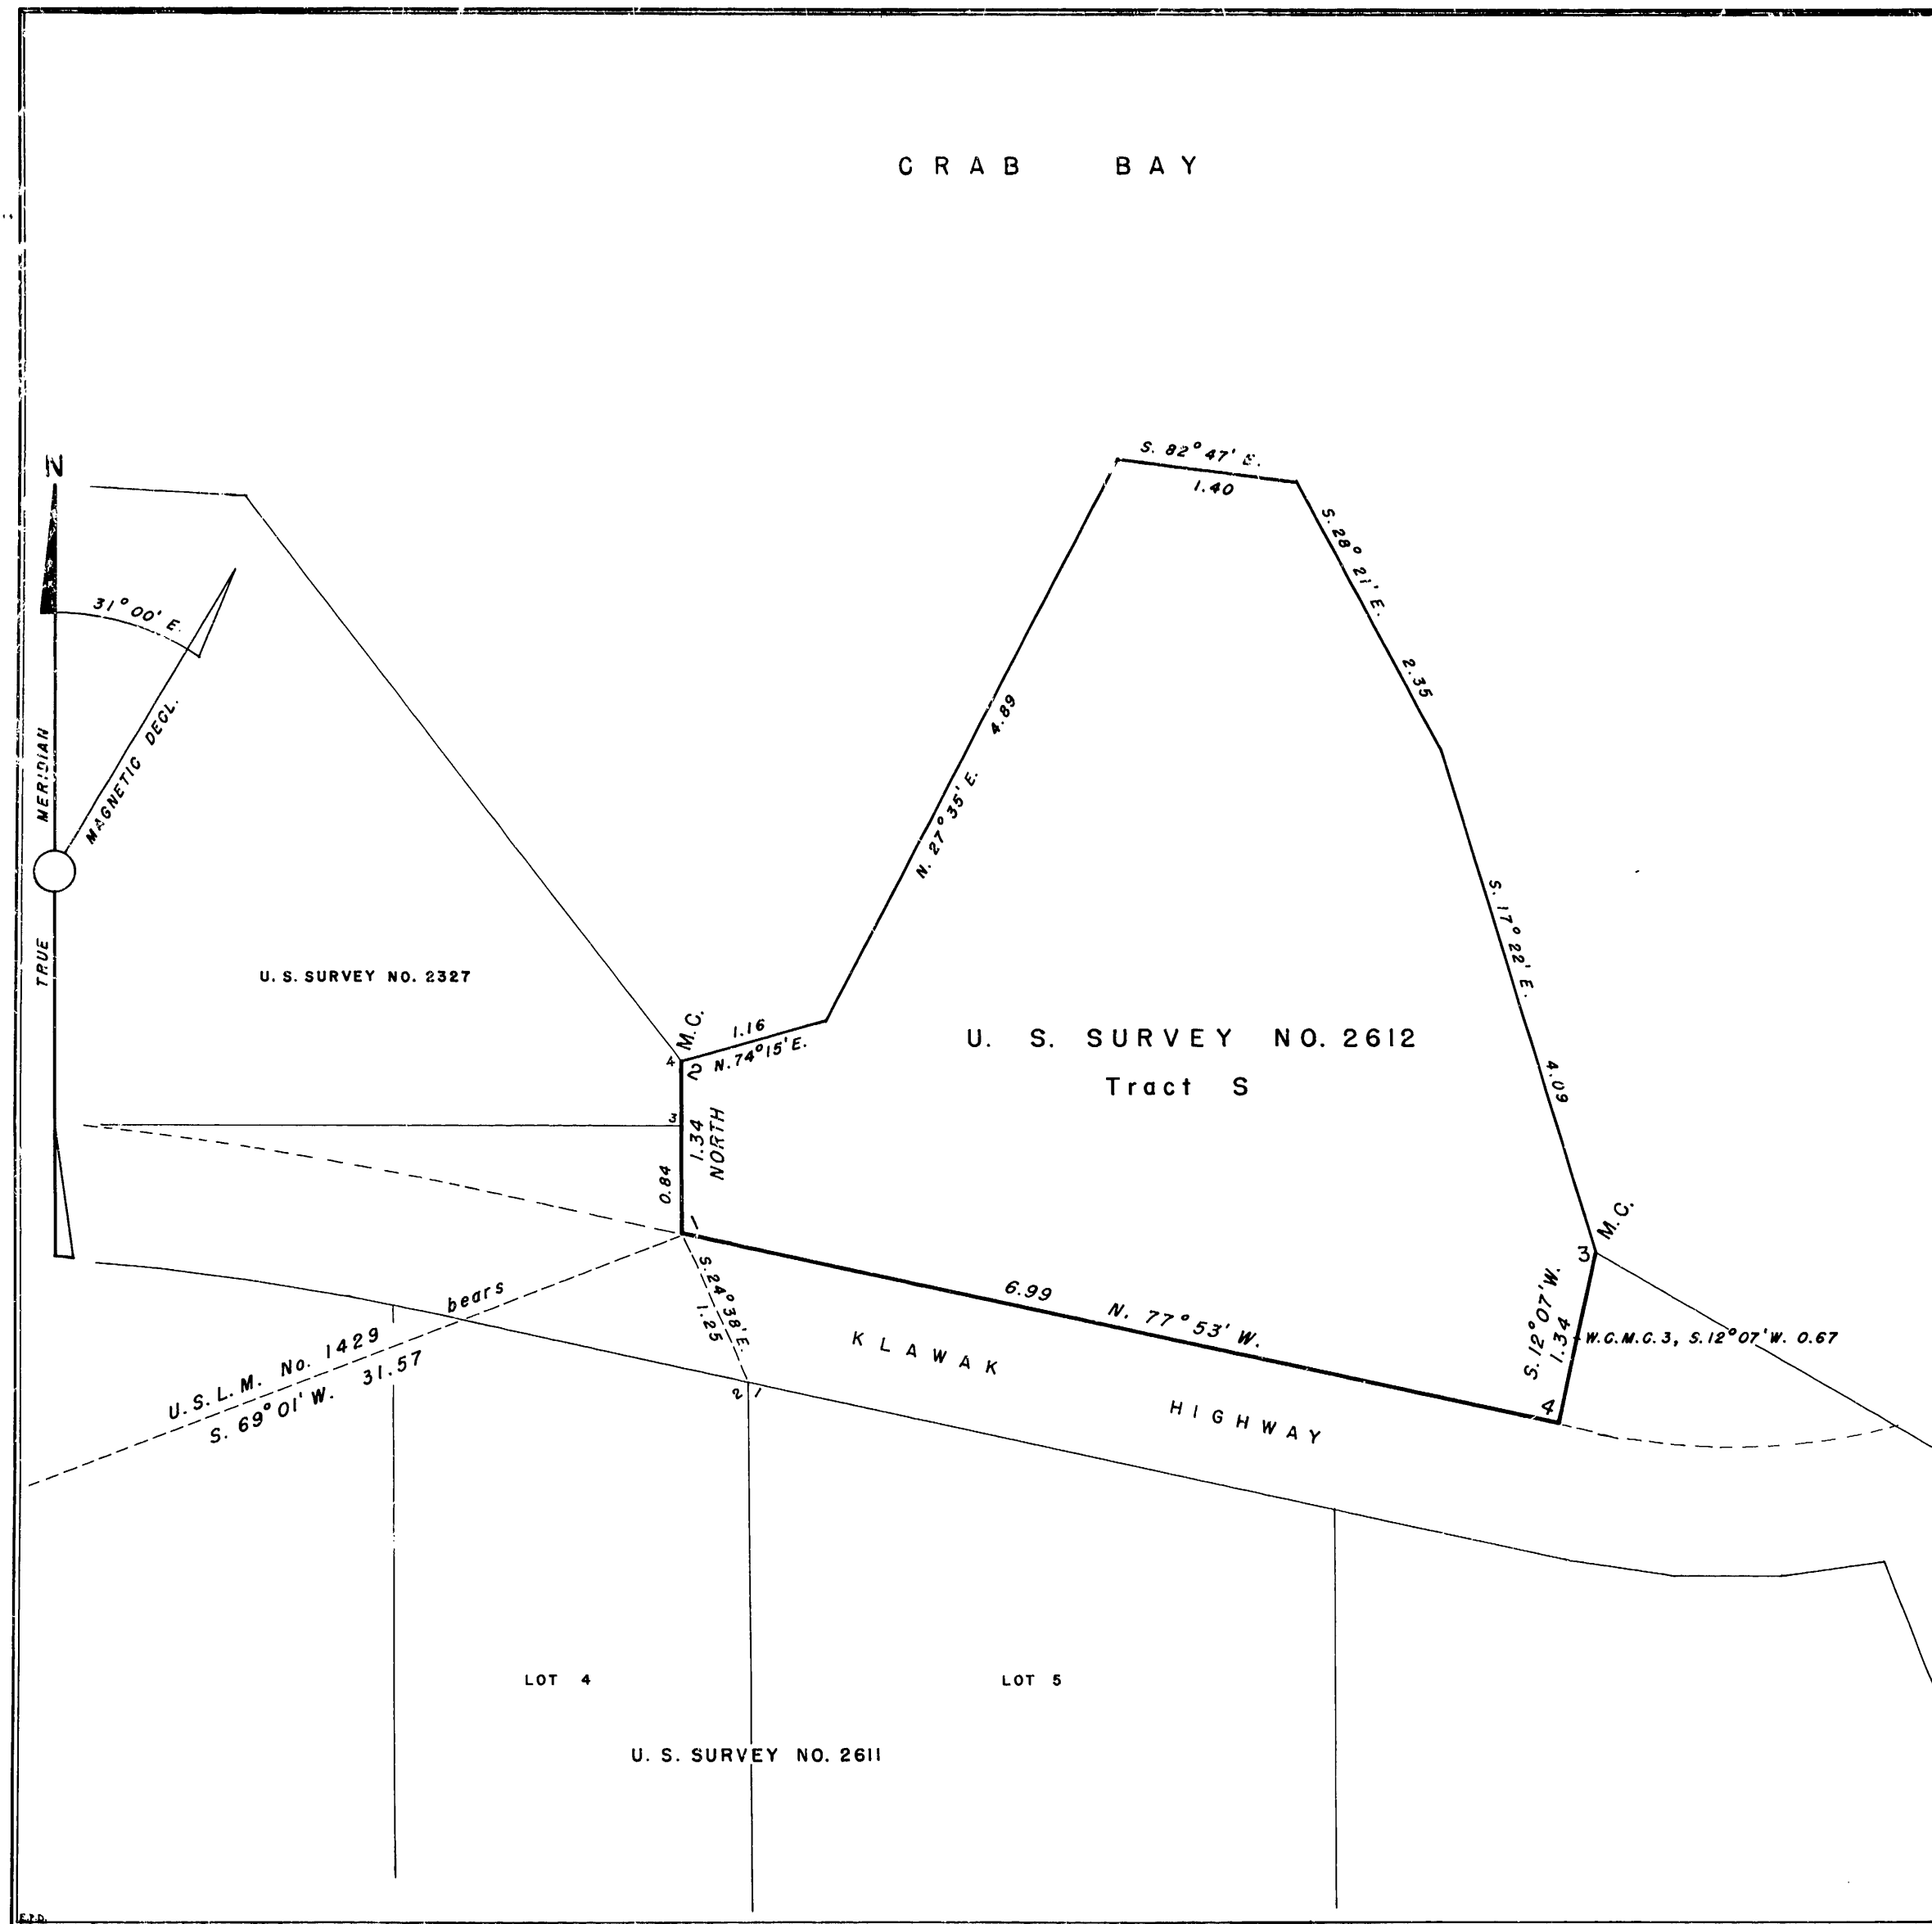 CRAB BAY
N
S. 82° 47' E.
1.40
S. 28° 21' E.
2.35
31° 00' E.
MAGNETIC DECL.
TRUE MERIDIAN
4.89
N. 27° 35' E.
S. 17° 22' E.
4.09
U. S. SURVEY NO. 2327
M.C.
1.16
N. 74° 15' E.
4
2
U. S. SURVEY NO. 2612
Tract S
3
1.34
NORTH
0.84
1
M.C.
3
S. 12° 07' W.
1.34
W.C.M.C. 3, S. 12° 07' W. 0.67
4
6.99 N. 77° 53' W.
S. 24° 38' E.
1.25
bears
U.S.L.M. No. 1429
S. 69° 01' W. 31.57
KLAWAK HIGHWAY
2 1
LOT 4
LOT 5
U. S. SURVEY NO. 2611
E.P.D.